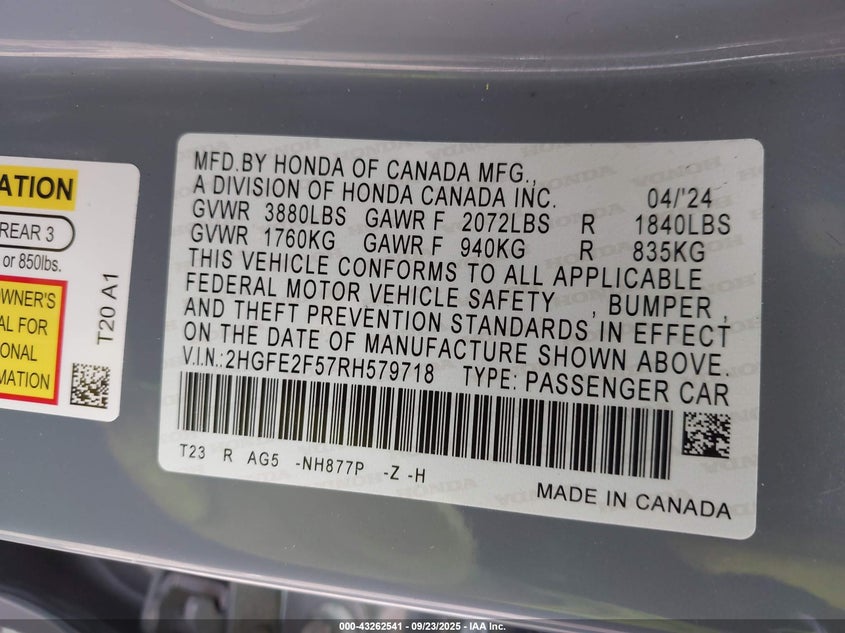 ATION
REAR 3
or 850lbs.
OWNER'S
AL FOR
ONAL
MATION
T20 A1
MFD.BY HONDA OF CANADA MFG.,
A DIVISION OF HONDA CANADA INC. 04/'24
GVWR 3880LBS GAWR F 2072LBS R 1840LBS
GVWR 1760KG GAWR F 940KG R 835KG
THIS VEHICLE CONFORMS TO ALL APPLICABLE
FEDERAL MOTOR VEHICLE SAFETY , BUMPER ,
AND THEFT PREVENTION STANDARDS IN EFFECT
ON THE DATE OF MANUFACTURE SHOWN ABOVE.
V.I.N.:2HGFE2F57RH579718 TYPE: PASSENGER CAR
T23 R AG5 -NH877P -Z -H
MADE IN CANADA
000-43262541 — 09/23/2025 — IAA Inc.